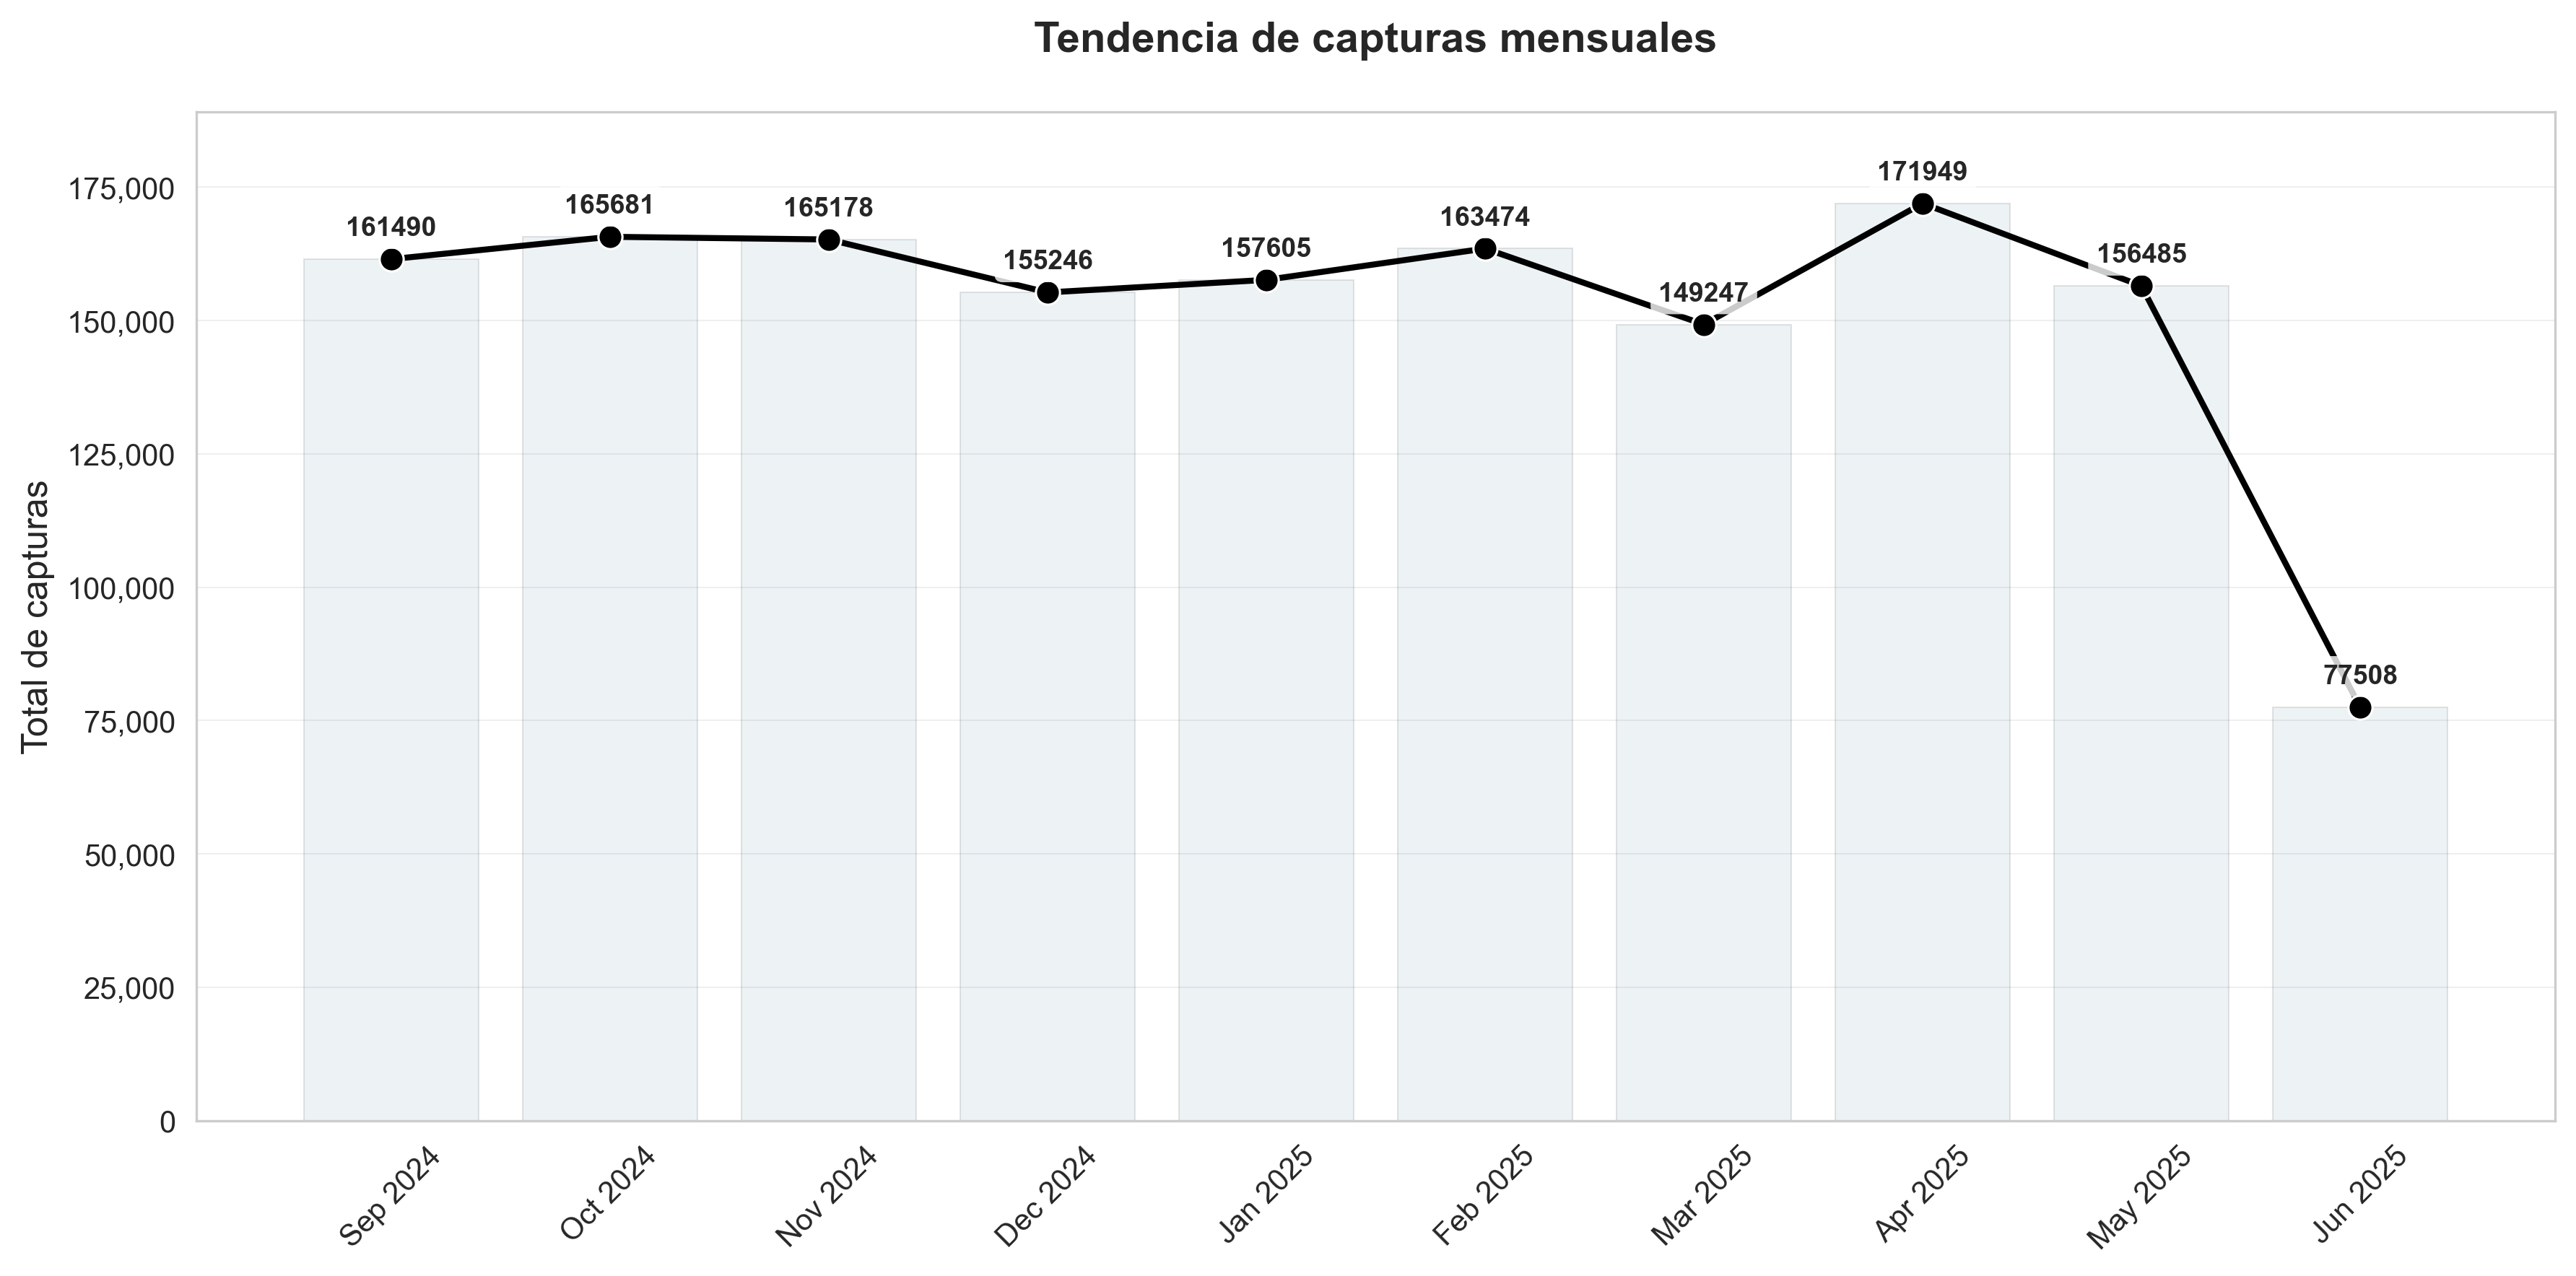 Tendencia de capturas mensuales
Total de capturas
175,000
150,000
125,000
100,000
75,000
50,000
25,000
0
161490
165681
165178
155246
157605
163474
149247
171949
156485
77508
Sep 2024
Oct 2024
Nov 2024
Dec 2024
Jan 2025
Feb 2025
Mar 2025
Apr 2025
May 2025
Jun 2025